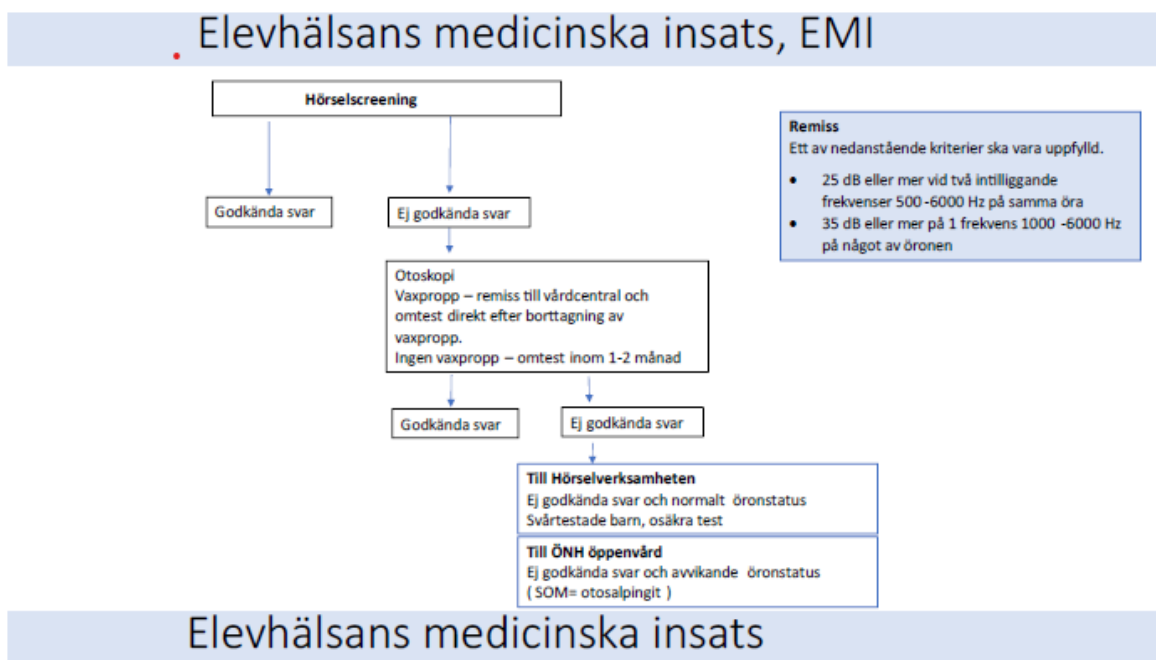 Elevhälsans medicinska insats, EMI
Hörselscreening
Godkända svar
Ej godkända svar
Remiss
Ett av nedanstående kriterier ska vara uppfylld.
• 25 dB eller mer vid två intilliggande
frekvenser 500 -6000 Hz på samma öra
• 35 dB eller mer på 1 frekvens 1000 -6000 Hz
på något av öronen
Otoskopi
Vaxpropp – remiss till vårdcentral och
omtest direkt efter borttagning av
vaxpropp.
Ingen vaxpropp – omtest inom 1-2 månad
Godkända svar
Ej godkända svar
Till Hörselverksamheten
Ej godkända svar och normalt öronstatus
Svårtestade barn, osäkra test
Till ÖNH öppenvård
Ej godkända svar och avvikande öronstatus
( SOM= otosalpingit )
Elevhälsans medicinska insats